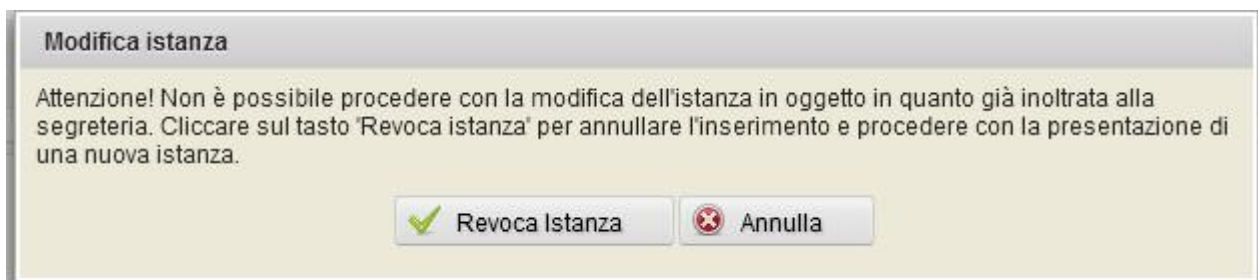 Modifica istanza
Attenzione! Non è possibile procedere con la modifica dell'istanza in oggetto in quanto già inoltrata alla
segreteria. Cliccare sul tasto 'Revoca istanza' per annullare l'inserimento e procedere con la presentazione di
una nuova istanza.
Revoca Istanza Annulla